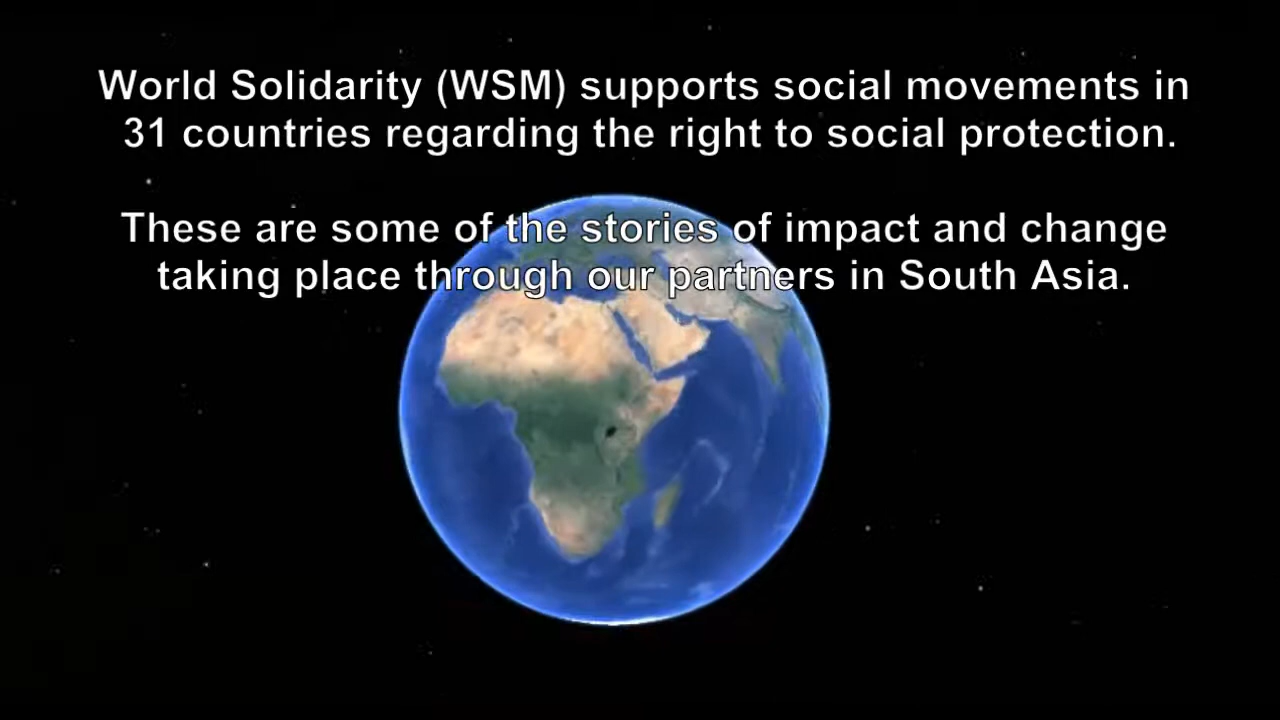 World Solidarity (WSM) supports social movements in
31 countries regarding the right to social protection.
These are some of the stories of impact and change
taking place through our partners in South Asia.